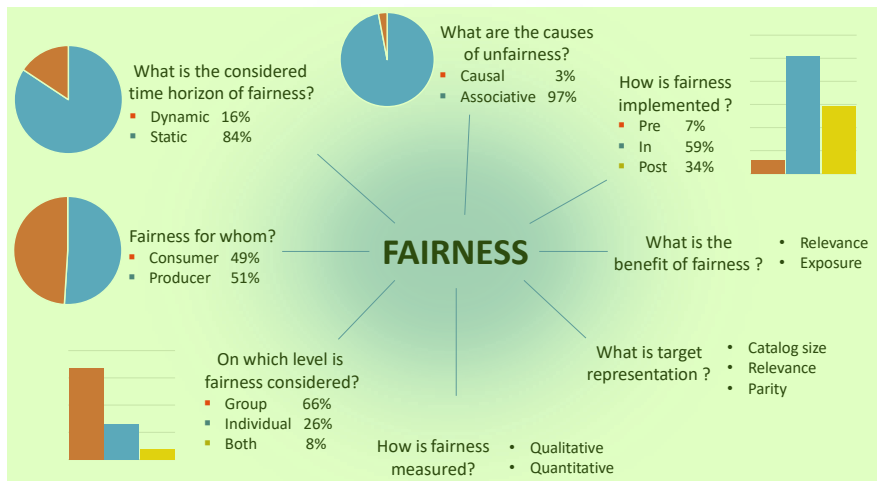 What is the considered
time horizon of fairness?
Dynamic 16%
Static 84%
What are the causes
of unfairness?
Causal 3%
Associative 97%
How is fairness
implemented ?
Pre 7%
In 59%
Post 34%
Fairness for whom?
Consumer 49%
Producer 51%
FAIRNESS
What is the
benefit of fairness ?
• Relevance
• Exposure
On which level is
fairness considered?
Group 66%
Individual 26%
Both 8%
What is target
representation ?
• Catalog size
• Relevance
• Parity
How is fairness
measured?
• Qualitative
• Quantitative